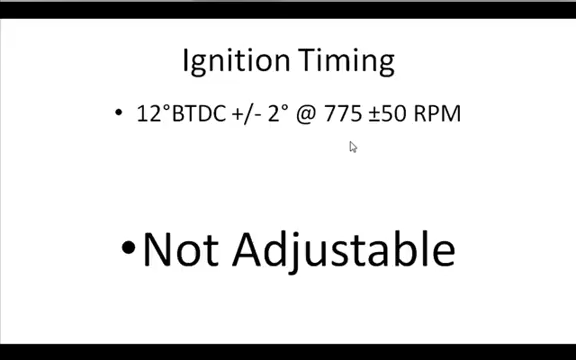 Ignition Timing
• 12°BTDC +/- 2° @ 775 ±50 RPM
•Not Adjustable